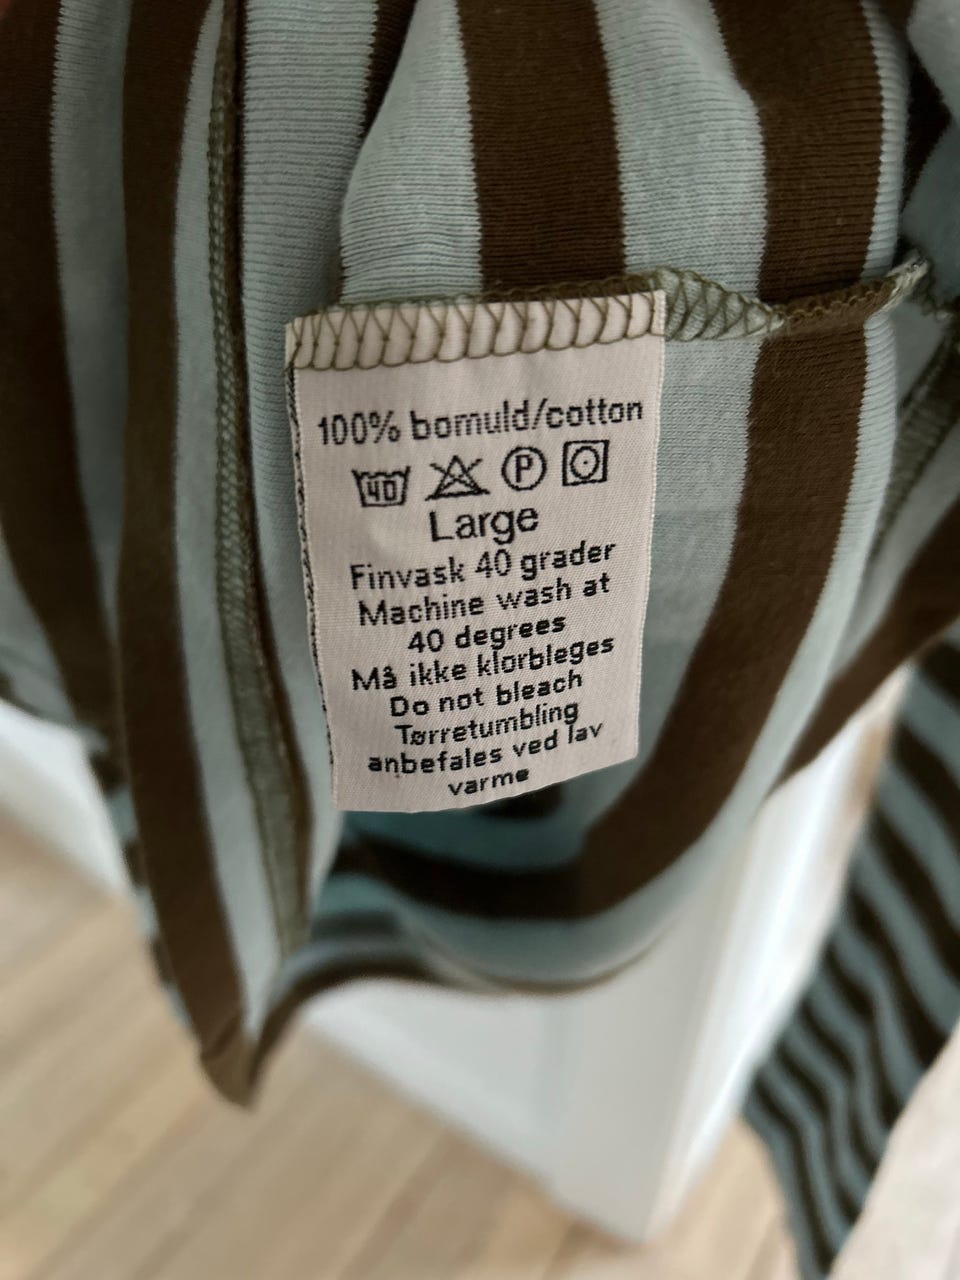 100% bomuld/cotton
40 P
Large
Finvask 40 grader
Machine wash at
40 degrees
Må ikke klorbleges
Do not bleach
Tørretumbling
anbefales ved lav
varme